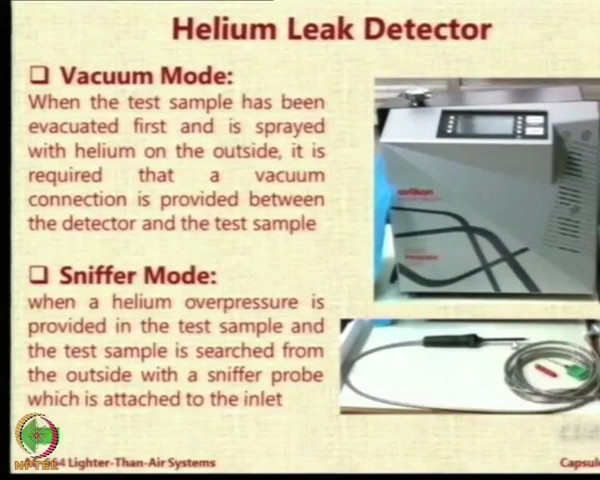 Helium Leak Detector
❑ Vacuum Mode:
When the test sample has been
evacuated first and is sprayed
with helium on the outside, it is
required that a vacuum
connection is provided between
the detector and the test sample
❑ Sniffer Mode:
when a helium overpressure is
provided in the test sample and
the test sample is searched from
the outside with a sniffer probe
which is attached to the inlet
oerlikon
NPTEL
664 Lighter-Than-Air Systems